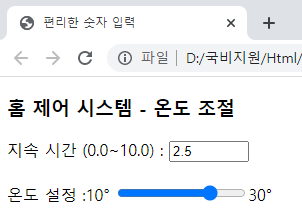 편리한 숫자 입력
파일 | D:/국비지원/Html/
홈 제어 시스템 - 온도 조절
지속 시간 (0.0~10.0) : 2.5
온도 설정 :10° 30°